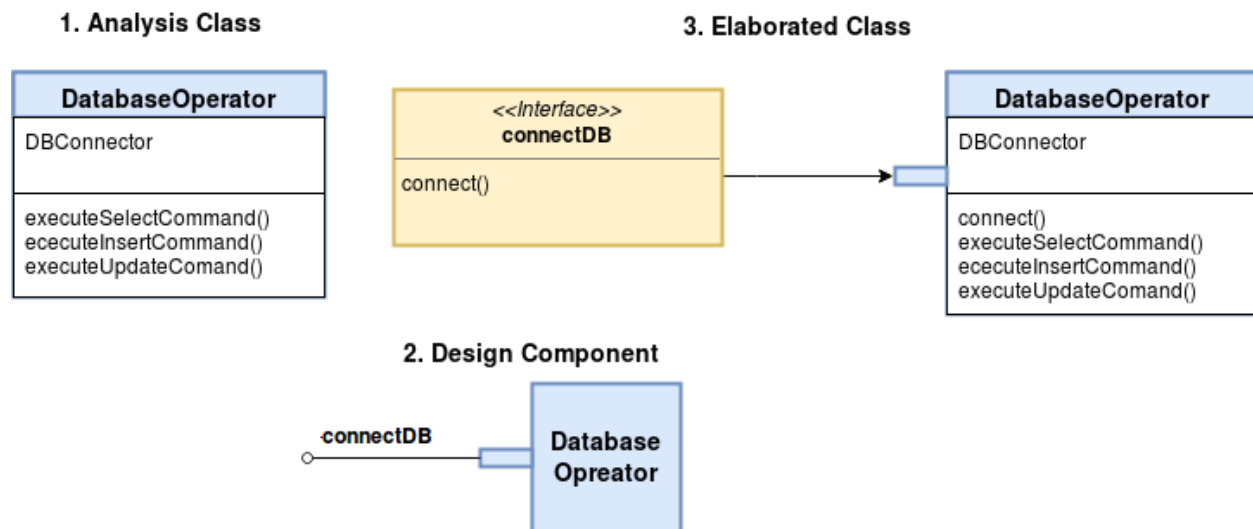 1. Analysis Class
DatabaseOperator
DBConnector
executeSelectCommand()
ececuteInsertCommand()
executeUpdateComand()
3. Elaborated Class
<<Interface>>
connectDB
connect()
DatabaseOperator
DBConnector
connect()
executeSelectCommand()
ececuteInsertCommand()
executeUpdateComand()
2. Design Component
connectDB
Database
Opreator